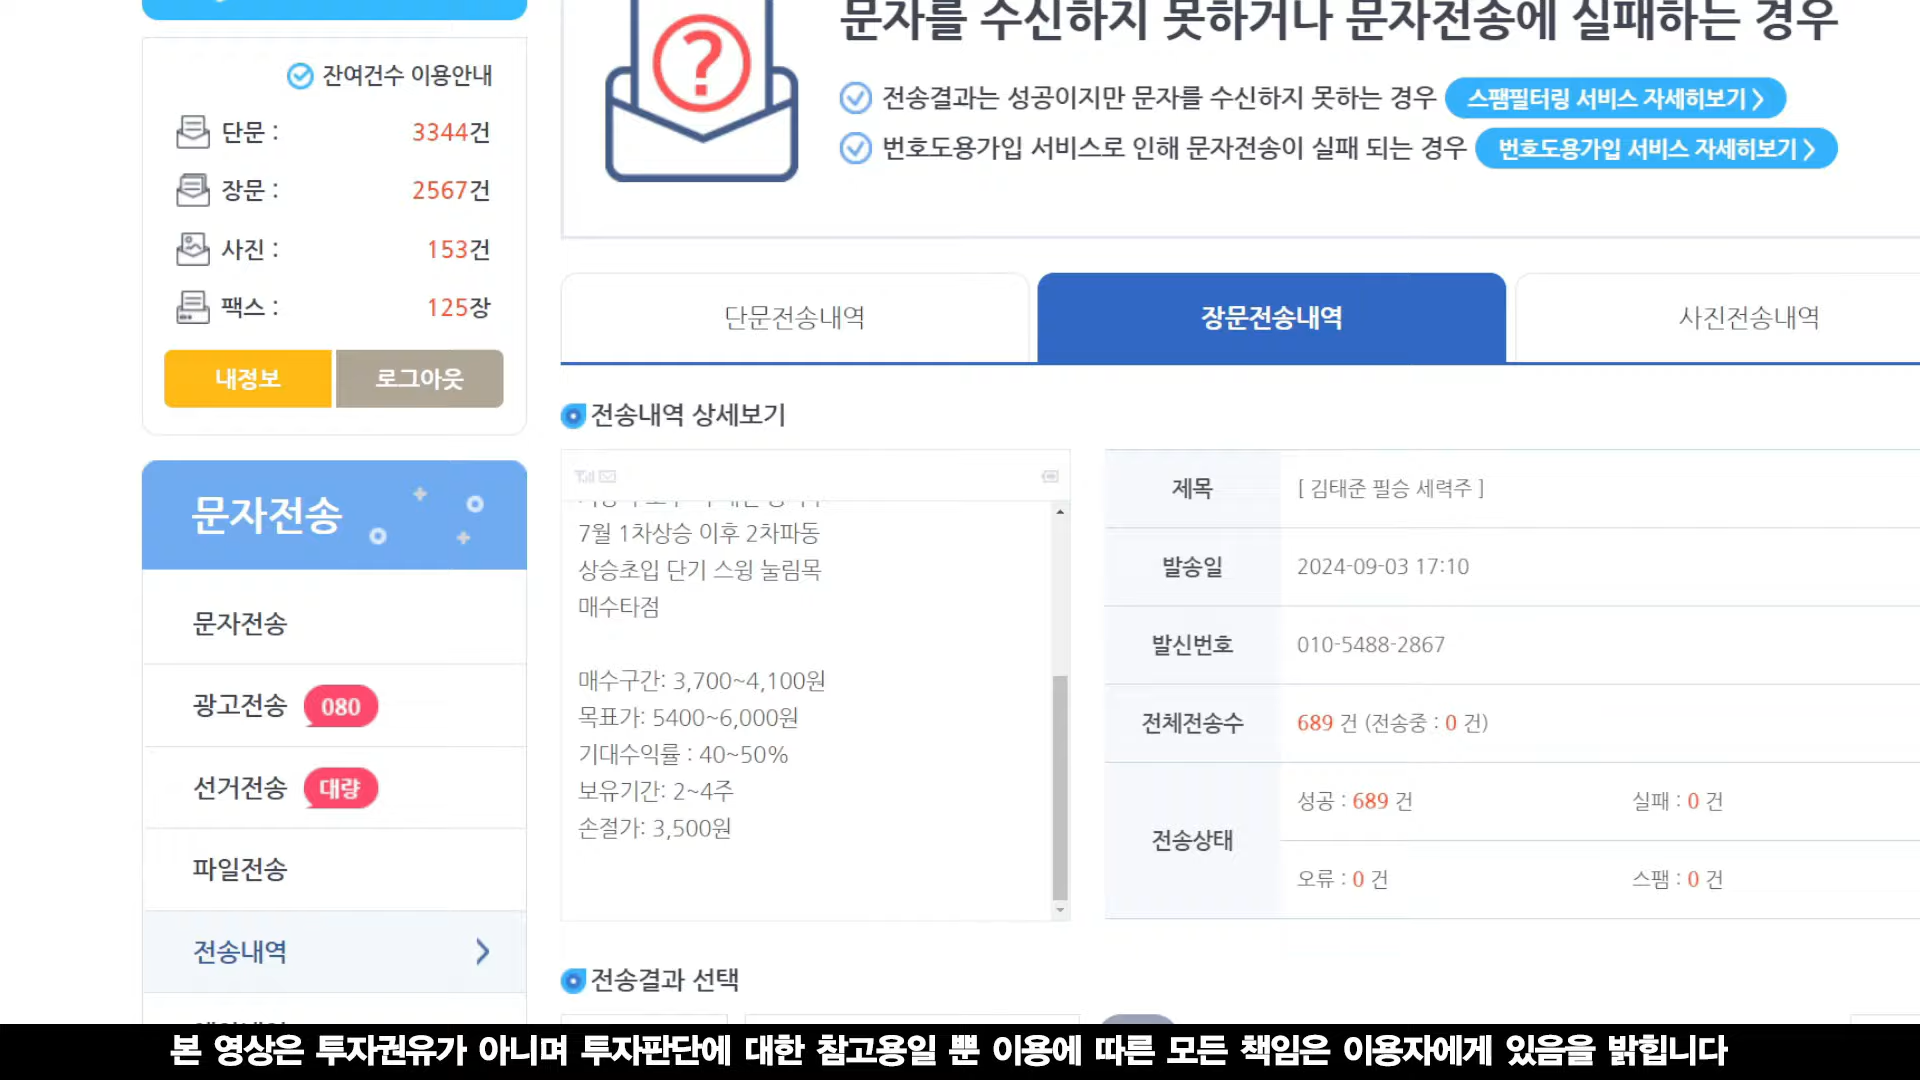 잔여건수 이용안내
단문 : 3344건
장문 : 2567건
사진 : 153건
팩스 : 125장
내정보
로그아웃
문자전송
문자전송
광고전송 080
선거전송 대량
파일전송
전송내역
문자를 수신하지 못하거나 문자전송에 실패하는 경우
?
전송결과는 성공이지만 문자를 수신하지 못하는 경우 스팸필터링 서비스 자세히보기
번호도용가입 서비스로 인해 문자전송이 실패 되는 경우 번호도용가입 서비스 자세히보기
단문전송내역
장문전송내역
사진전송내역
전송내역 상세보기
7월 1차상승 이후 2차파동
상승초입 단기 스윙 눌림목
매수타점
매수구간: 3,700~4,100원
목표가: 5400~6,000원
기대수익률 : 40~50%
보유기간: 2~4주
손절가: 3,500원
제목 [ 김태준 필승 세력주 ]
발송일 2024-09-03 17:10
발신번호 010-5488-2867
전체전송수 689 건 (전송중 : 0 건)
전송상태
성공 : 689 건 실패 : 0 건
오류 : 0 건 스팸 : 0 건
전송결과 선택
본 영상은 투자권유가 아니며 투자판단에 대한 참고용일 뿐 이용에 따른 모든 책임은 이용자에게 있음을 밝힙니다